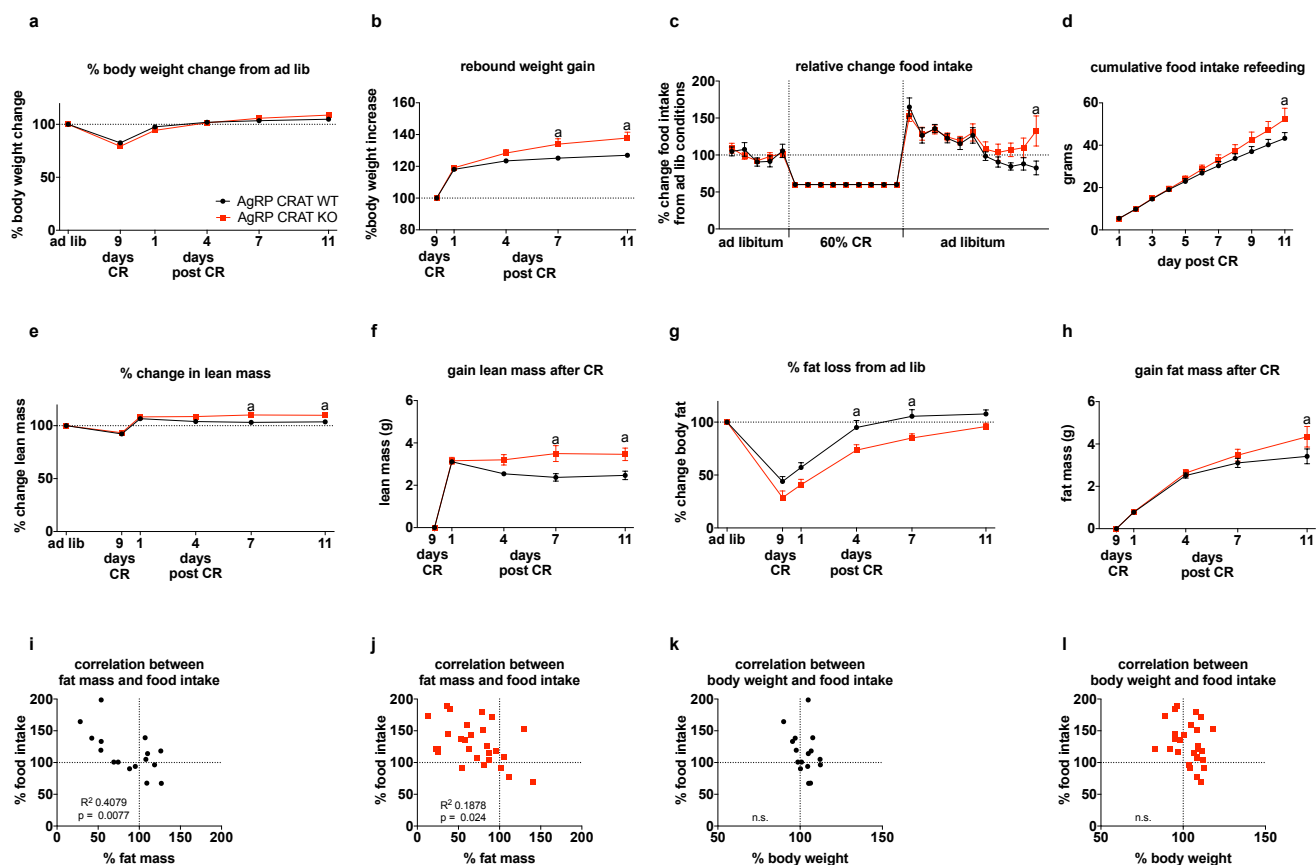 a
% body weight change from ad lib
% body weight change
100
50
0
AgRP CRAT WT
AgRP CRAT KO
ad lib
9
1
4
7
11
days
CR
days
post CR
b
rebound weight gain
%body weight increase
160
140
120
100
80
a
a
9
1
4
7
11
days
CR
days
post CR
c
relative change food intake
% change food intake
from ad lib conditions
200
150
100
50
0
a
ad libitum
60% CR
ad libitum
d
cumulative food intake refeeding
grams
60
40
20
0
a
1
3
5
7
9
11
day post CR
e
% change in lean mass
% change lean mass
100
50
0
a
a
ad lib
9
1
4
7
11
days
CR
days
post CR
f
gain lean mass after CR
lean mass (g)
6
4
2
0
a
a
9
1
4
7
11
days
CR
days
post CR
g
% fat loss from ad lib
% change body fat
100
50
0
a
a
ad lib
9
1
4
7
11
days
CR
days
post CR
h
gain fat mass after CR
fat mass (g)
6
4
2
0
a
9
1
4
7
11
days
CR
days
post CR
i
correlation between
fat mass and food intake
% food intake
200
150
100
50
0
R2 0.4079
p = 0.0077
0
50
100
150
200
% fat mass
j
correlation between
fat mass and food intake
% food intake
200
150
100
50
0
R2 0.1878
p = 0.024
0
50
100
150
200
% fat mass
k
correlation between
body weight and food intake
% food intake
200
150
100
50
0
n.s.
50
100
150
% body weight
l
correlation between
body weight and food intake
% food intake
200
150
100
50
0
n.s.
50
100
150
% body weight